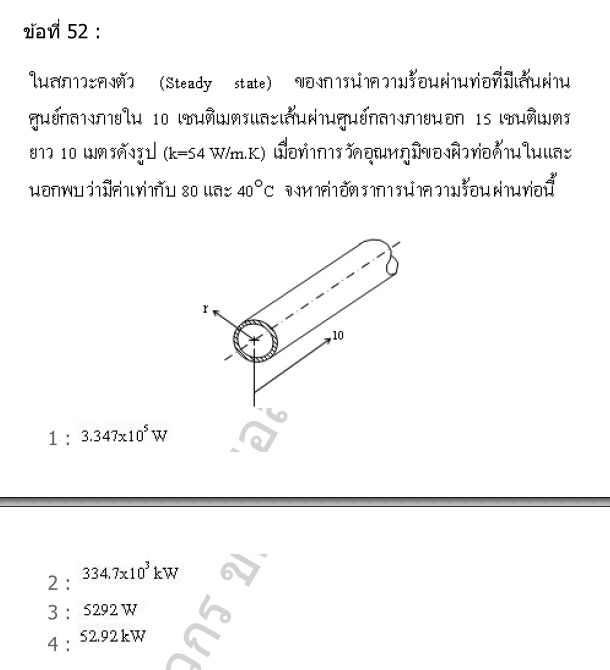 ข้อที่ 52 :
ในสภาวะคงตัว (Steady state) ของการนำความร้อนผ่านท่อที่มีเส้นผ่าน
ศูนย์กลางภายใน 10 เซนติเมตรและเส้นผ่านศูนย์กลางภายนอก 15 เซนติเมตร
ยาว 10 เมตรดังรูป (k=54 W/m.K) เมื่อทำการวัดอุณหภูมิของผิวท่อด้านในและ
นอกพบว่ามีค่าเท่ากับ 80 และ 40°C จงหาค่าอัตราการนำความร้อนผ่านท่อนี้
r
10
1 : 3.347x10⁵ W
2 : 334.7x10³ kW
3 : 5292 W
4 : 52.92 kW